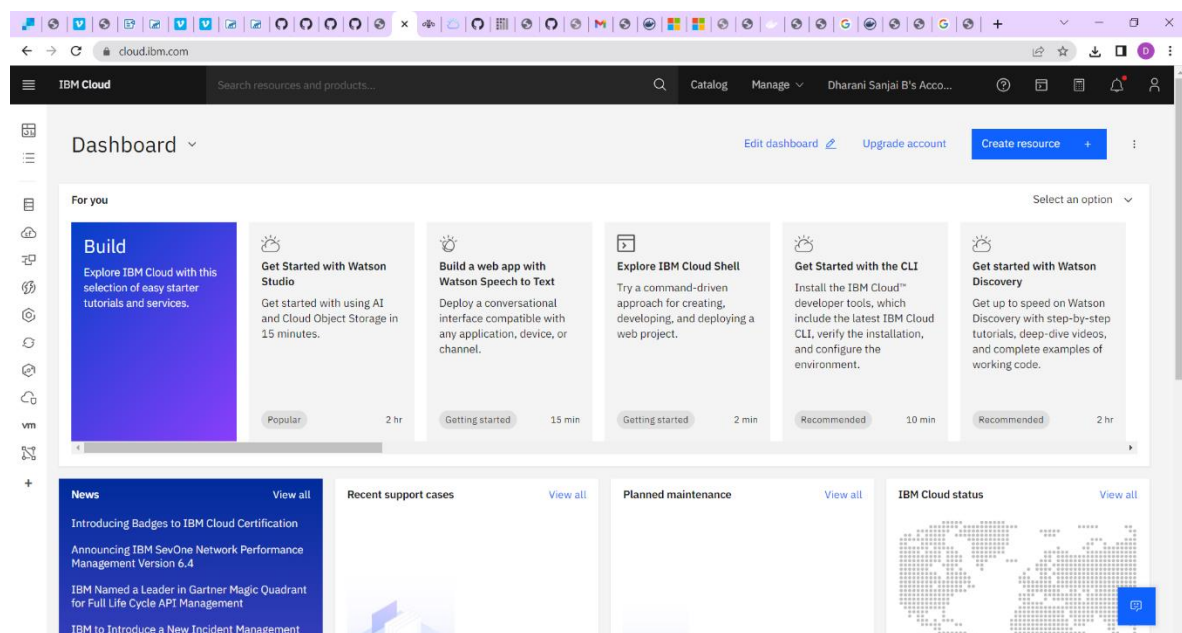 cloud.ibm.com
D
IBM Cloud
Search resources and products...
Catalog
Manage
Dharani Sanjai B's Acco...
Dashboard
Edit dashboard
Upgrade account
Create resource +
For you
Select an option
Build
Explore IBM Cloud with this
selection of easy starter
tutorials and services.
Get Started with Watson
Studio
Get started with using AI
and Cloud Object Storage in
15 minutes.
Popular
2 hr
Build a web app with
Watson Speech to Text
Deploy a conversational
interface compatible with
any application, device, or
channel.
Getting started
15 min
Explore IBM Cloud Shell
Try a command-driven
approach for creating,
developing, and deploying a
web project.
Getting started
2 min
Get Started with the CLI
Install the IBM Cloud™
developer tools, which
include the latest IBM Cloud
CLI, verify the installation,
and configure the
environment.
Recommended
10 min
Get started with Watson
Discovery
Get up to speed on Watson
Discovery with step-by-step
tutorials, deep-dive videos,
and complete examples of
working code.
Recommended
2 hr
vm
News
View all
Introducing Badges to IBM Cloud Certification
Announcing IBM SevOne Network Performance
Management Version 6.4
IBM Named a Leader in Gartner Magic Quadrant
for Full Life Cycle API Management
IBM to Introduce a New Incident Management
Recent support cases
View all
Planned maintenance
View all
IBM Cloud status
View all